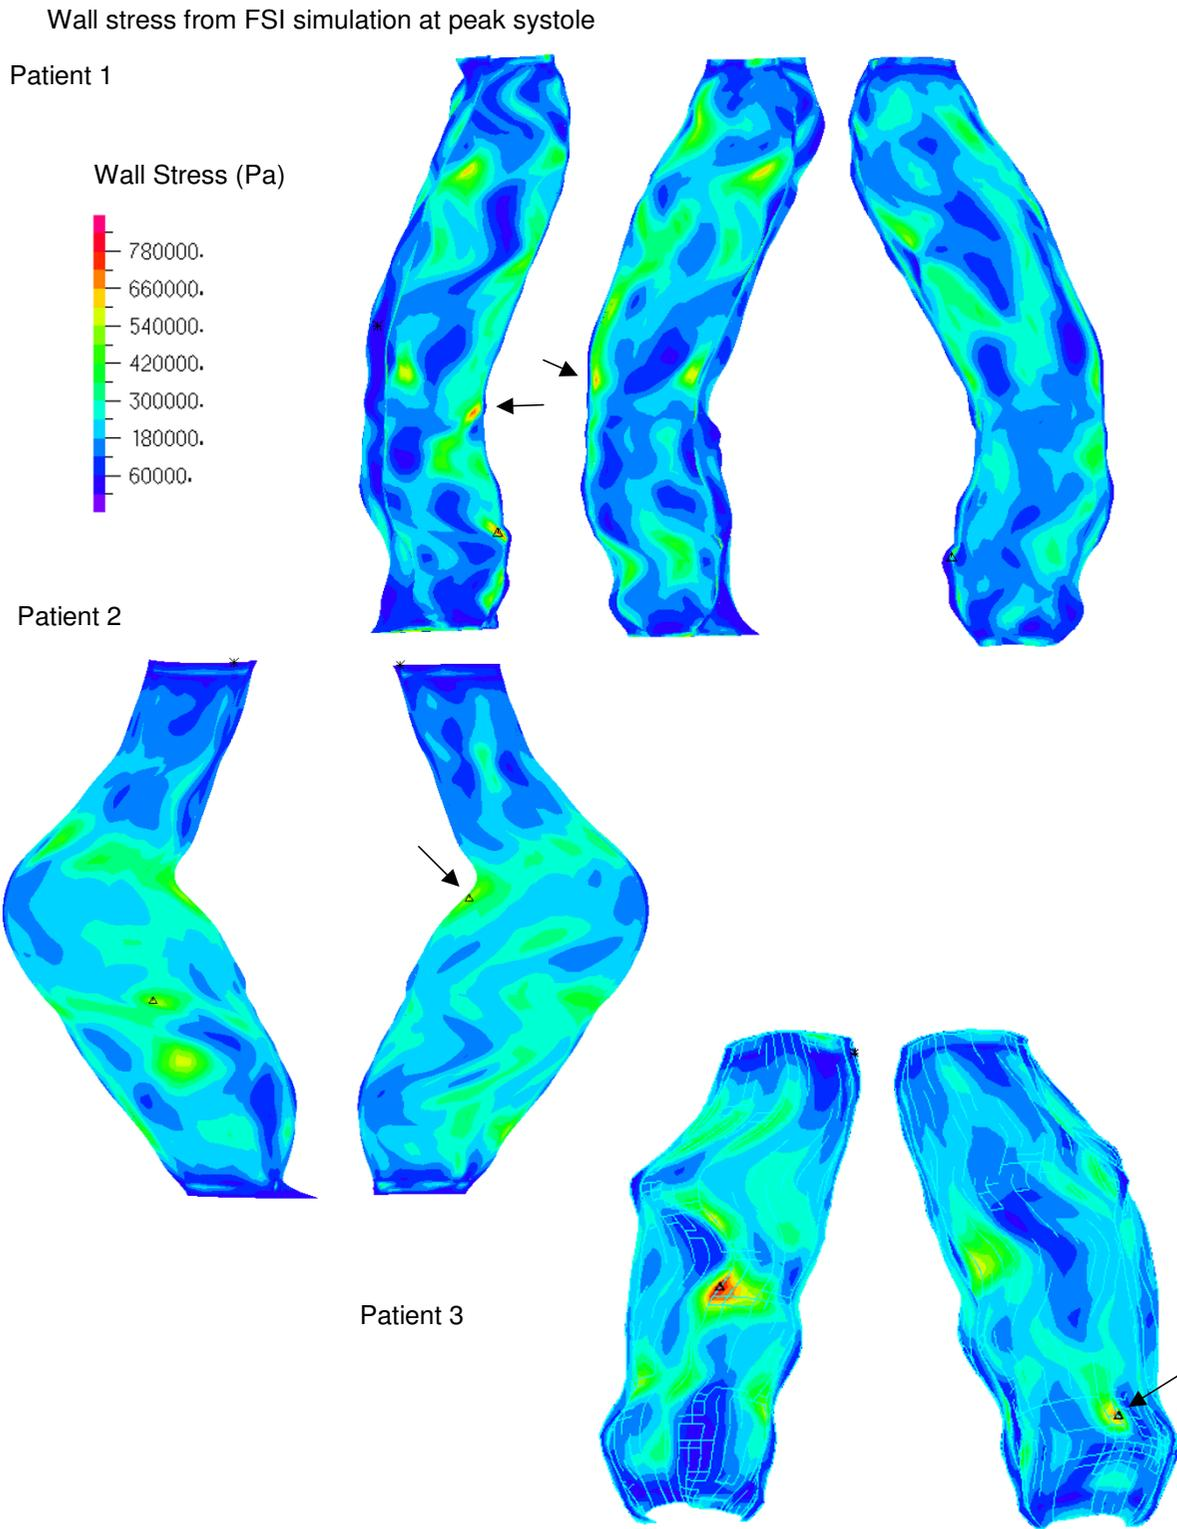 Wall stress from FSI simulation at peak systole
Patient 1
Wall Stress (Pa)
780000.
660000.
540000.
420000.
300000.
180000.
60000.
Patient 2
Patient 3